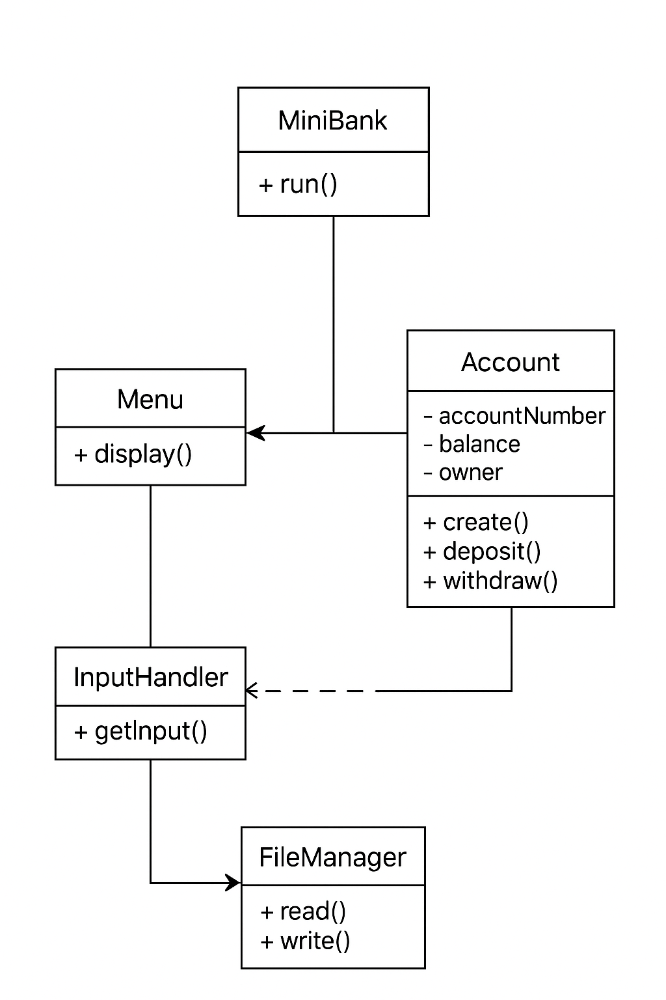 MiniBank
+ run()
Menu
+ display()
Account
- accountNumber
- balance
- owner
+ create()
+ deposit()
+ withdraw()
InputHandler
+ getInput()
FileManager
+ read()
+ write()